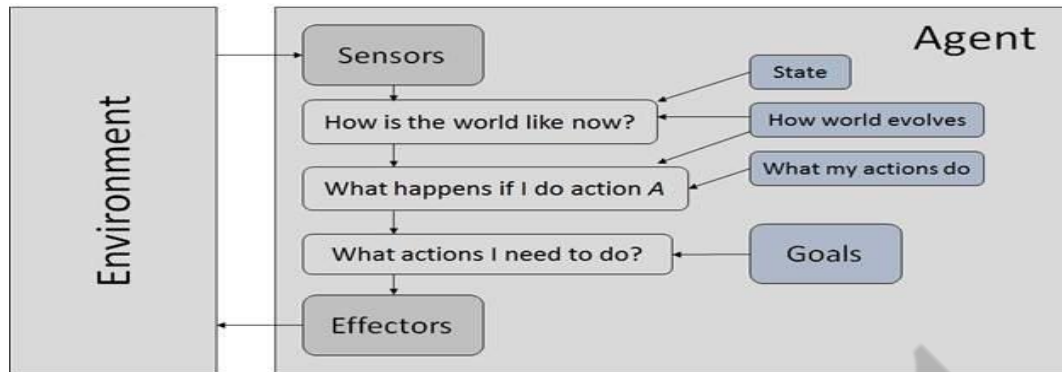 Agent
Environment
Sensors
State
How is the world like now?
How world evolves
What my actions do
What happens if I do action A
What actions I need to do?
Goals
Effectors